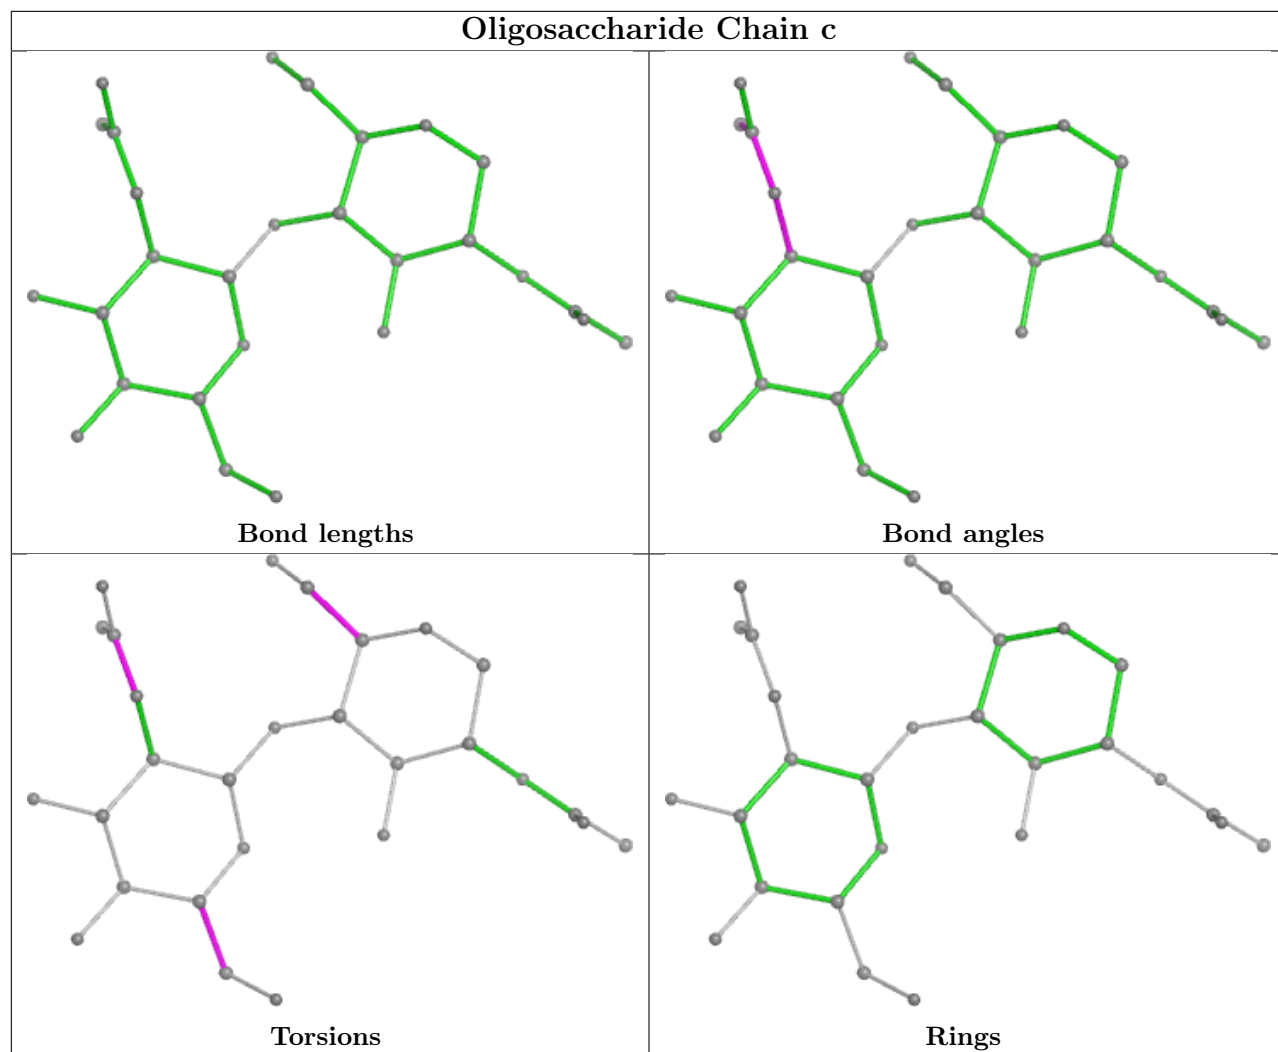 Oligosaccharide Chain c
Bond lengths
Bond angles
Torsions
Rings